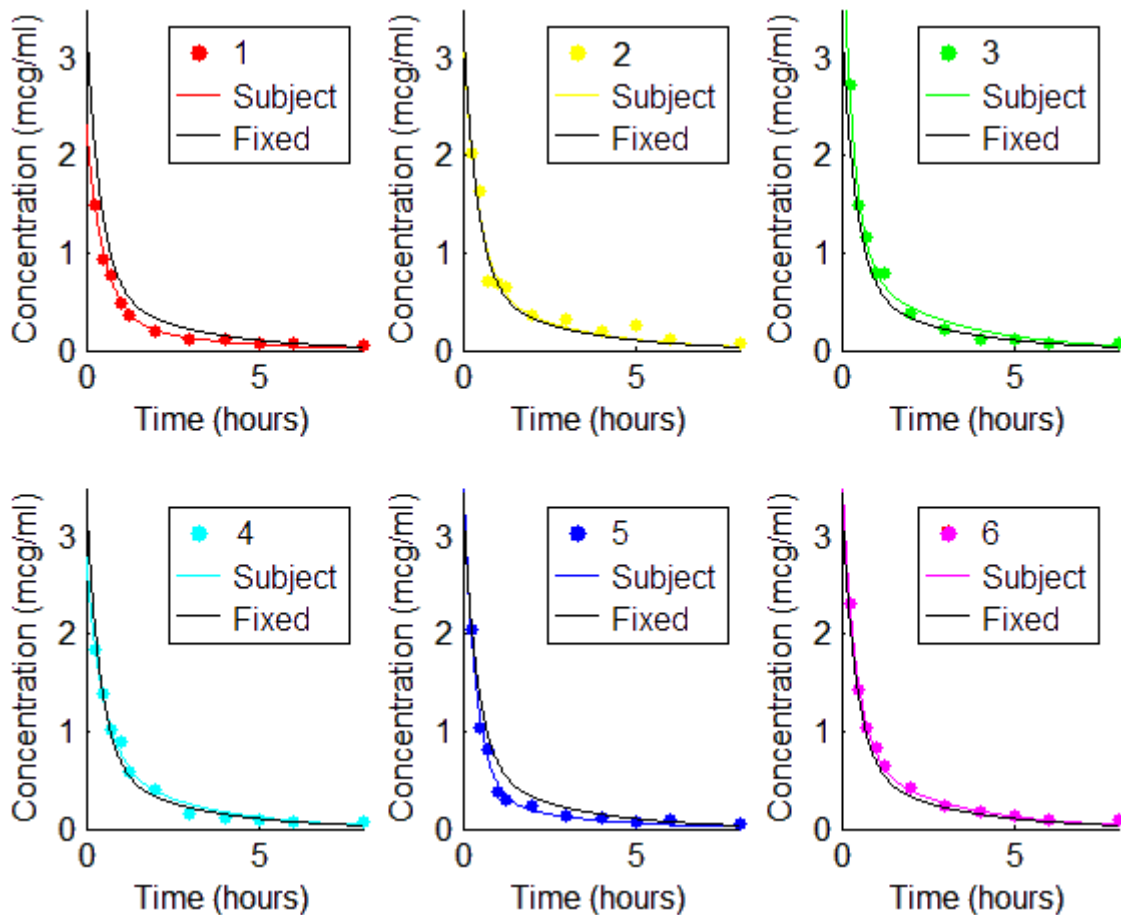 Concentration (mcg/ml)
3
2
1
0
0
5
Time (hours)
1
Subject
Fixed
Concentration (mcg/ml)
3
2
1
0
0
5
Time (hours)
2
Subject
Fixed
Concentration (mcg/ml)
3
2
1
0
0
5
Time (hours)
3
Subject
Fixed
Concentration (mcg/ml)
3
2
1
0
0
5
Time (hours)
4
Subject
Fixed
Concentration (mcg/ml)
3
2
1
0
0
5
Time (hours)
5
Subject
Fixed
Concentration (mcg/ml)
3
2
1
0
0
5
Time (hours)
6
Subject
Fixed